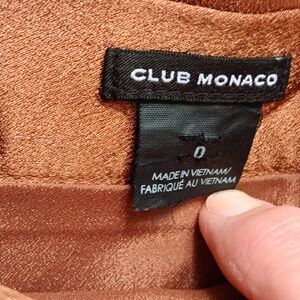 CLUB MONACO
0
MADE IN VIETNAM/
FABRIQUÉ AU VIETNAM